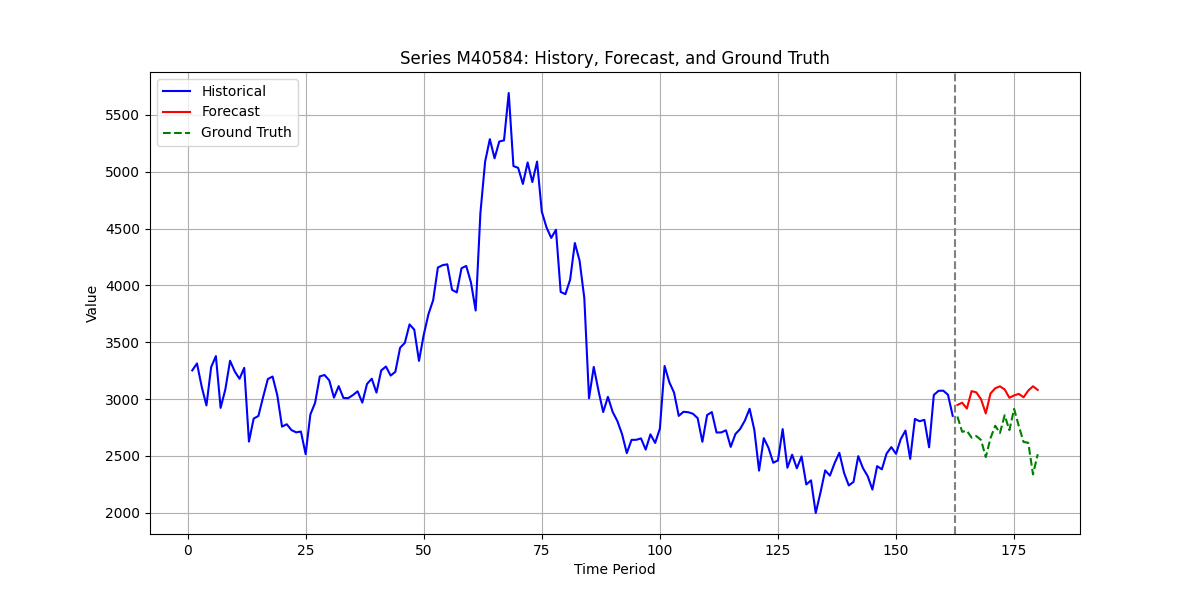 Series M40584: History, Forecast, and Ground Truth
Historical
Forecast
Ground Truth
5500
5000
4500
4000
3500
3000
2500
2000
Value
0 25 50 75 100 125 150 175
Time Period